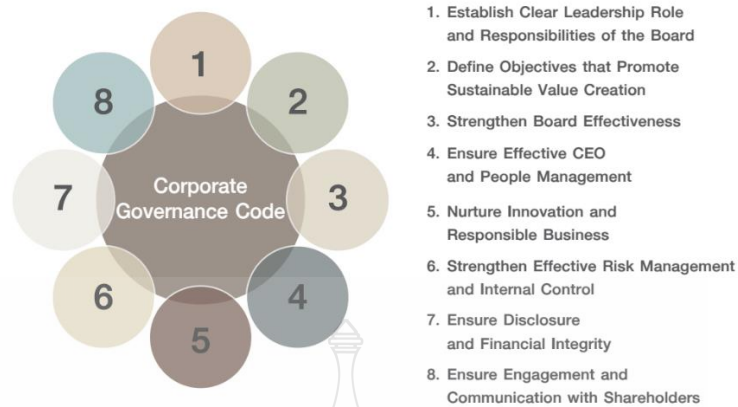 1
2
3
4
5
6
7
8
Corporate
Governance Code
1. Establish Clear Leadership Role
and Responsibilities of the Board
2. Define Objectives that Promote
Sustainable Value Creation
3. Strengthen Board Effectiveness
4. Ensure Effective CEO
and People Management
5. Nurture Innovation and
Responsible Business
6. Strengthen Effective Risk Management
and Internal Control
7. Ensure Disclosure
and Financial Integrity
8. Ensure Engagement and
Communication with Shareholders